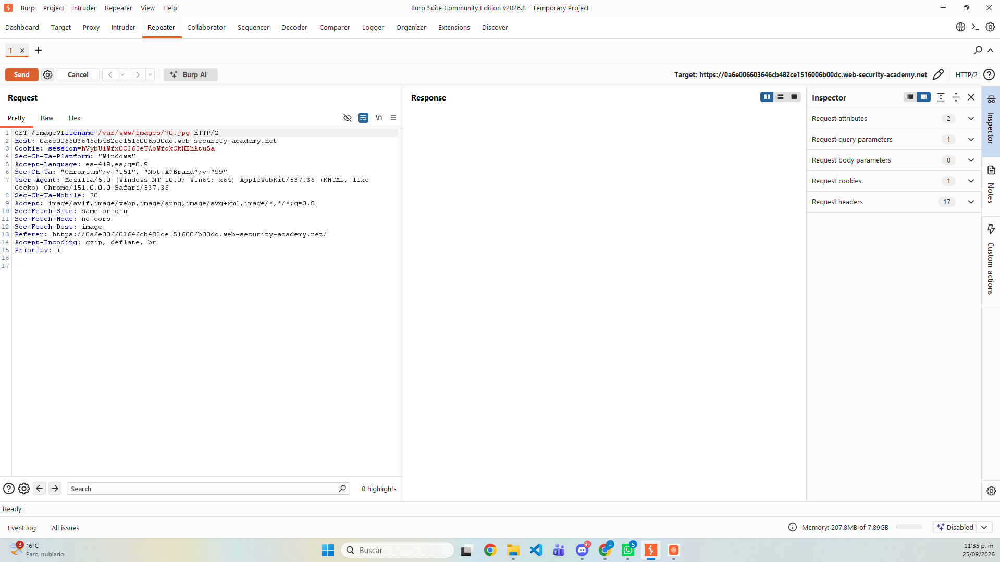 Burp Project Intruder Repeater View Help
Burp Suite Community Edition v2026.8 - Temporary Project
Dashboard Target Proxy Intruder Repeater Collaborator Sequencer Decoder Comparer Logger Organizer Extensions Discover
1
Send Cancel Burp AI
Target: https://0a6e006603646cb482ce1516006b00dc.web-security-academy.net HTTP/2
Request
Pretty Raw Hex
\n
1 GET /image?filename=/var/www/images/70.jpg HTTP/2
2 Host: 0a6e006603646cb482ce1516006b00dc.web-security-academy.net
3 Cookie: session=hVybU1WfxOC36IeTAoWfokCkHEhAtu5a
4 Sec-Ch-Ua-Platform: "Windows"
5 Accept-Language: es-419,es;q=0.9
6 Sec-Ch-Ua: "Chromium";v="151", "Not=A?Brand";v="99"
7 User-Agent: Mozilla/5.0 (Windows NT 10.0; Win64; x64) AppleWebKit/537.36 (KHTML, like
Gecko) Chrome/151.0.0.0 Safari/537.36
8 Sec-Ch-Ua-Mobile: ?0
9 Accept: image/avif,image/webp,image/apng,image/svg+xml,image/*,*/*;q=0.8
10 Sec-Fetch-Site: same-origin
11 Sec-Fetch-Mode: no-cors
12 Sec-Fetch-Dest: image
13 Referer: https://0a6e006603646cb482ce1516006b00dc.web-security-academy.net/
14 Accept-Encoding: gzip, deflate, br
15 Priority: i
16
17
Search
0 highlights
Response
Inspector
Request attributes 2
Request query parameters 1
Request body parameters 0
Request cookies 1
Request headers 17
Inspector
Notes
Custom actions
Ready
Event log All issues
Memory: 207.8MB of 7.89GB
Disabled
3
16°C
Parc. nublado
Buscar
9+
J
5
11:35 p. m.
25/09/2026